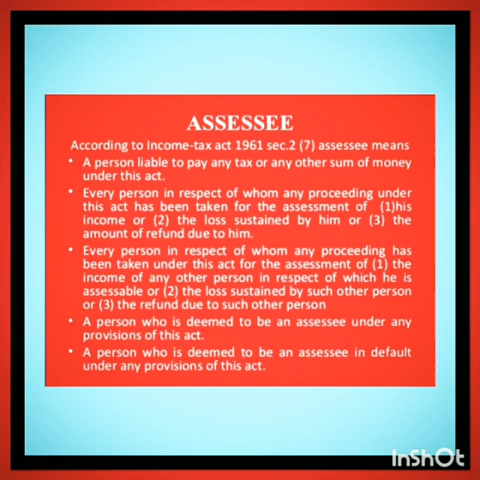 ASSESSEE
According to Income-tax act 1961 sec.2 (7) assessee means
• A person liable to pay any tax or any other sum of money
under this act.
• Every person in respect of whom any proceeding under
this act has been taken for the assessment of (1)his
income or (2) the loss sustained by him or (3) the
amount of refund due to him.
• Every person in respect of whom any proceeding has
been taken under this act for the assessment of (1) the
income of any other person in respect of which he is
assessable or (2) the loss sustained by such other person
or (3) the refund due to such other person
• A person who is deemed to be an assessee under any
provisions of this act.
• A person who is deemed to be an assessee in default
under any provisions of this act.
InShOt